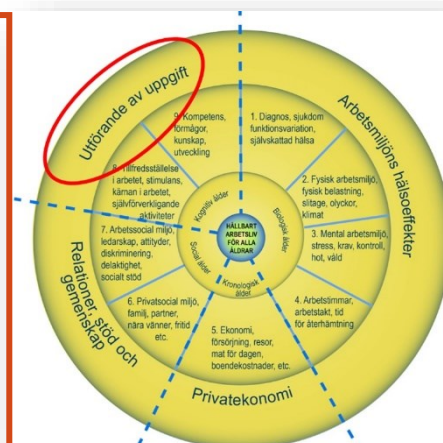 Utförande av uppgift
Arbetsmiljöns hälsoeffekter
Privatekonomi
Relationer, stöd och
gemenskap
1. Diagnos, sjukdom
funktionsvariation,
självskattad hälsa
2. Fysisk arbetsmiljö,
fysisk belastning,
slitage, olyckor,
klimat
3. Mental arbetsmiljö,
stress, krav, kontroll,
hot, våld
4. Arbetstimmar,
arbetstakt, tid
för återhämtning
5. Ekonomi,
försörjning, resor,
mat för dagen,
boendekostnader, etc.
6. Privatsocial miljö,
familj, partner,
nära vänner, fritid
etc.
7. Arbetssocial miljö,
ledarskap, attityder,
diskriminering,
delaktighet,
socialt stöd
8. Tillfredsställelse
i arbetet, stimulans,
kärnan i arbetet,
självförverkligande
aktiviteter
9. Kompetens,
förmågor,
kunskap,
utveckling
Kognitiv ålder
Biologisk ålder
Kronologisk
ålder
Social ålder
HÅLLBART
ARBETSLIV
FÖR ALLA
ÅLDRAR